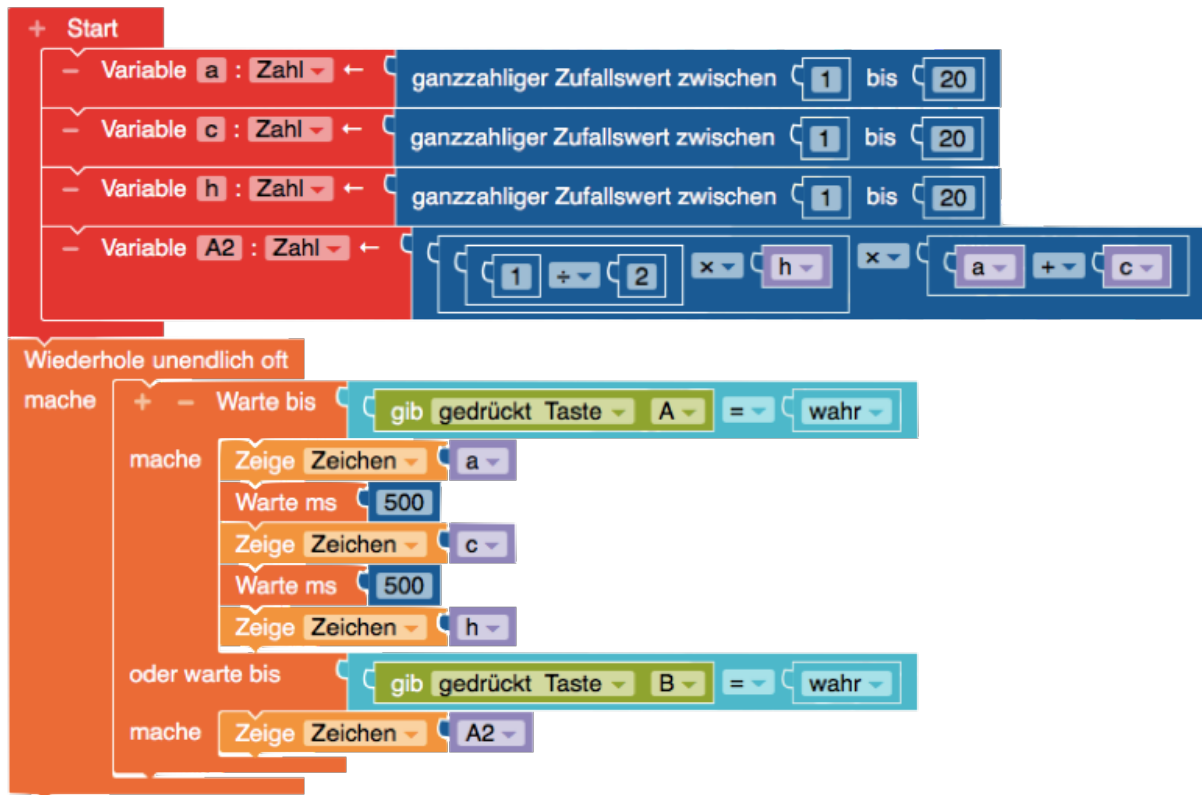 + Start
− Variable a : Zahl ← ganzzahliger Zufallswert zwischen 1 bis 20
− Variable c : Zahl ← ganzzahliger Zufallswert zwischen 1 bis 20
− Variable h : Zahl ← ganzzahliger Zufallswert zwischen 1 bis 20
− Variable A2 : Zahl ← 1 ÷ 2 × h × a + c
Wiederhole unendlich oft
mache + − Warte bis gib gedrückt Taste A = wahr
mache Zeige Zeichen a
Warte ms 500
Zeige Zeichen c
Warte ms 500
Zeige Zeichen h
oder warte bis gib gedrückt Taste B = wahr
mache Zeige Zeichen A2